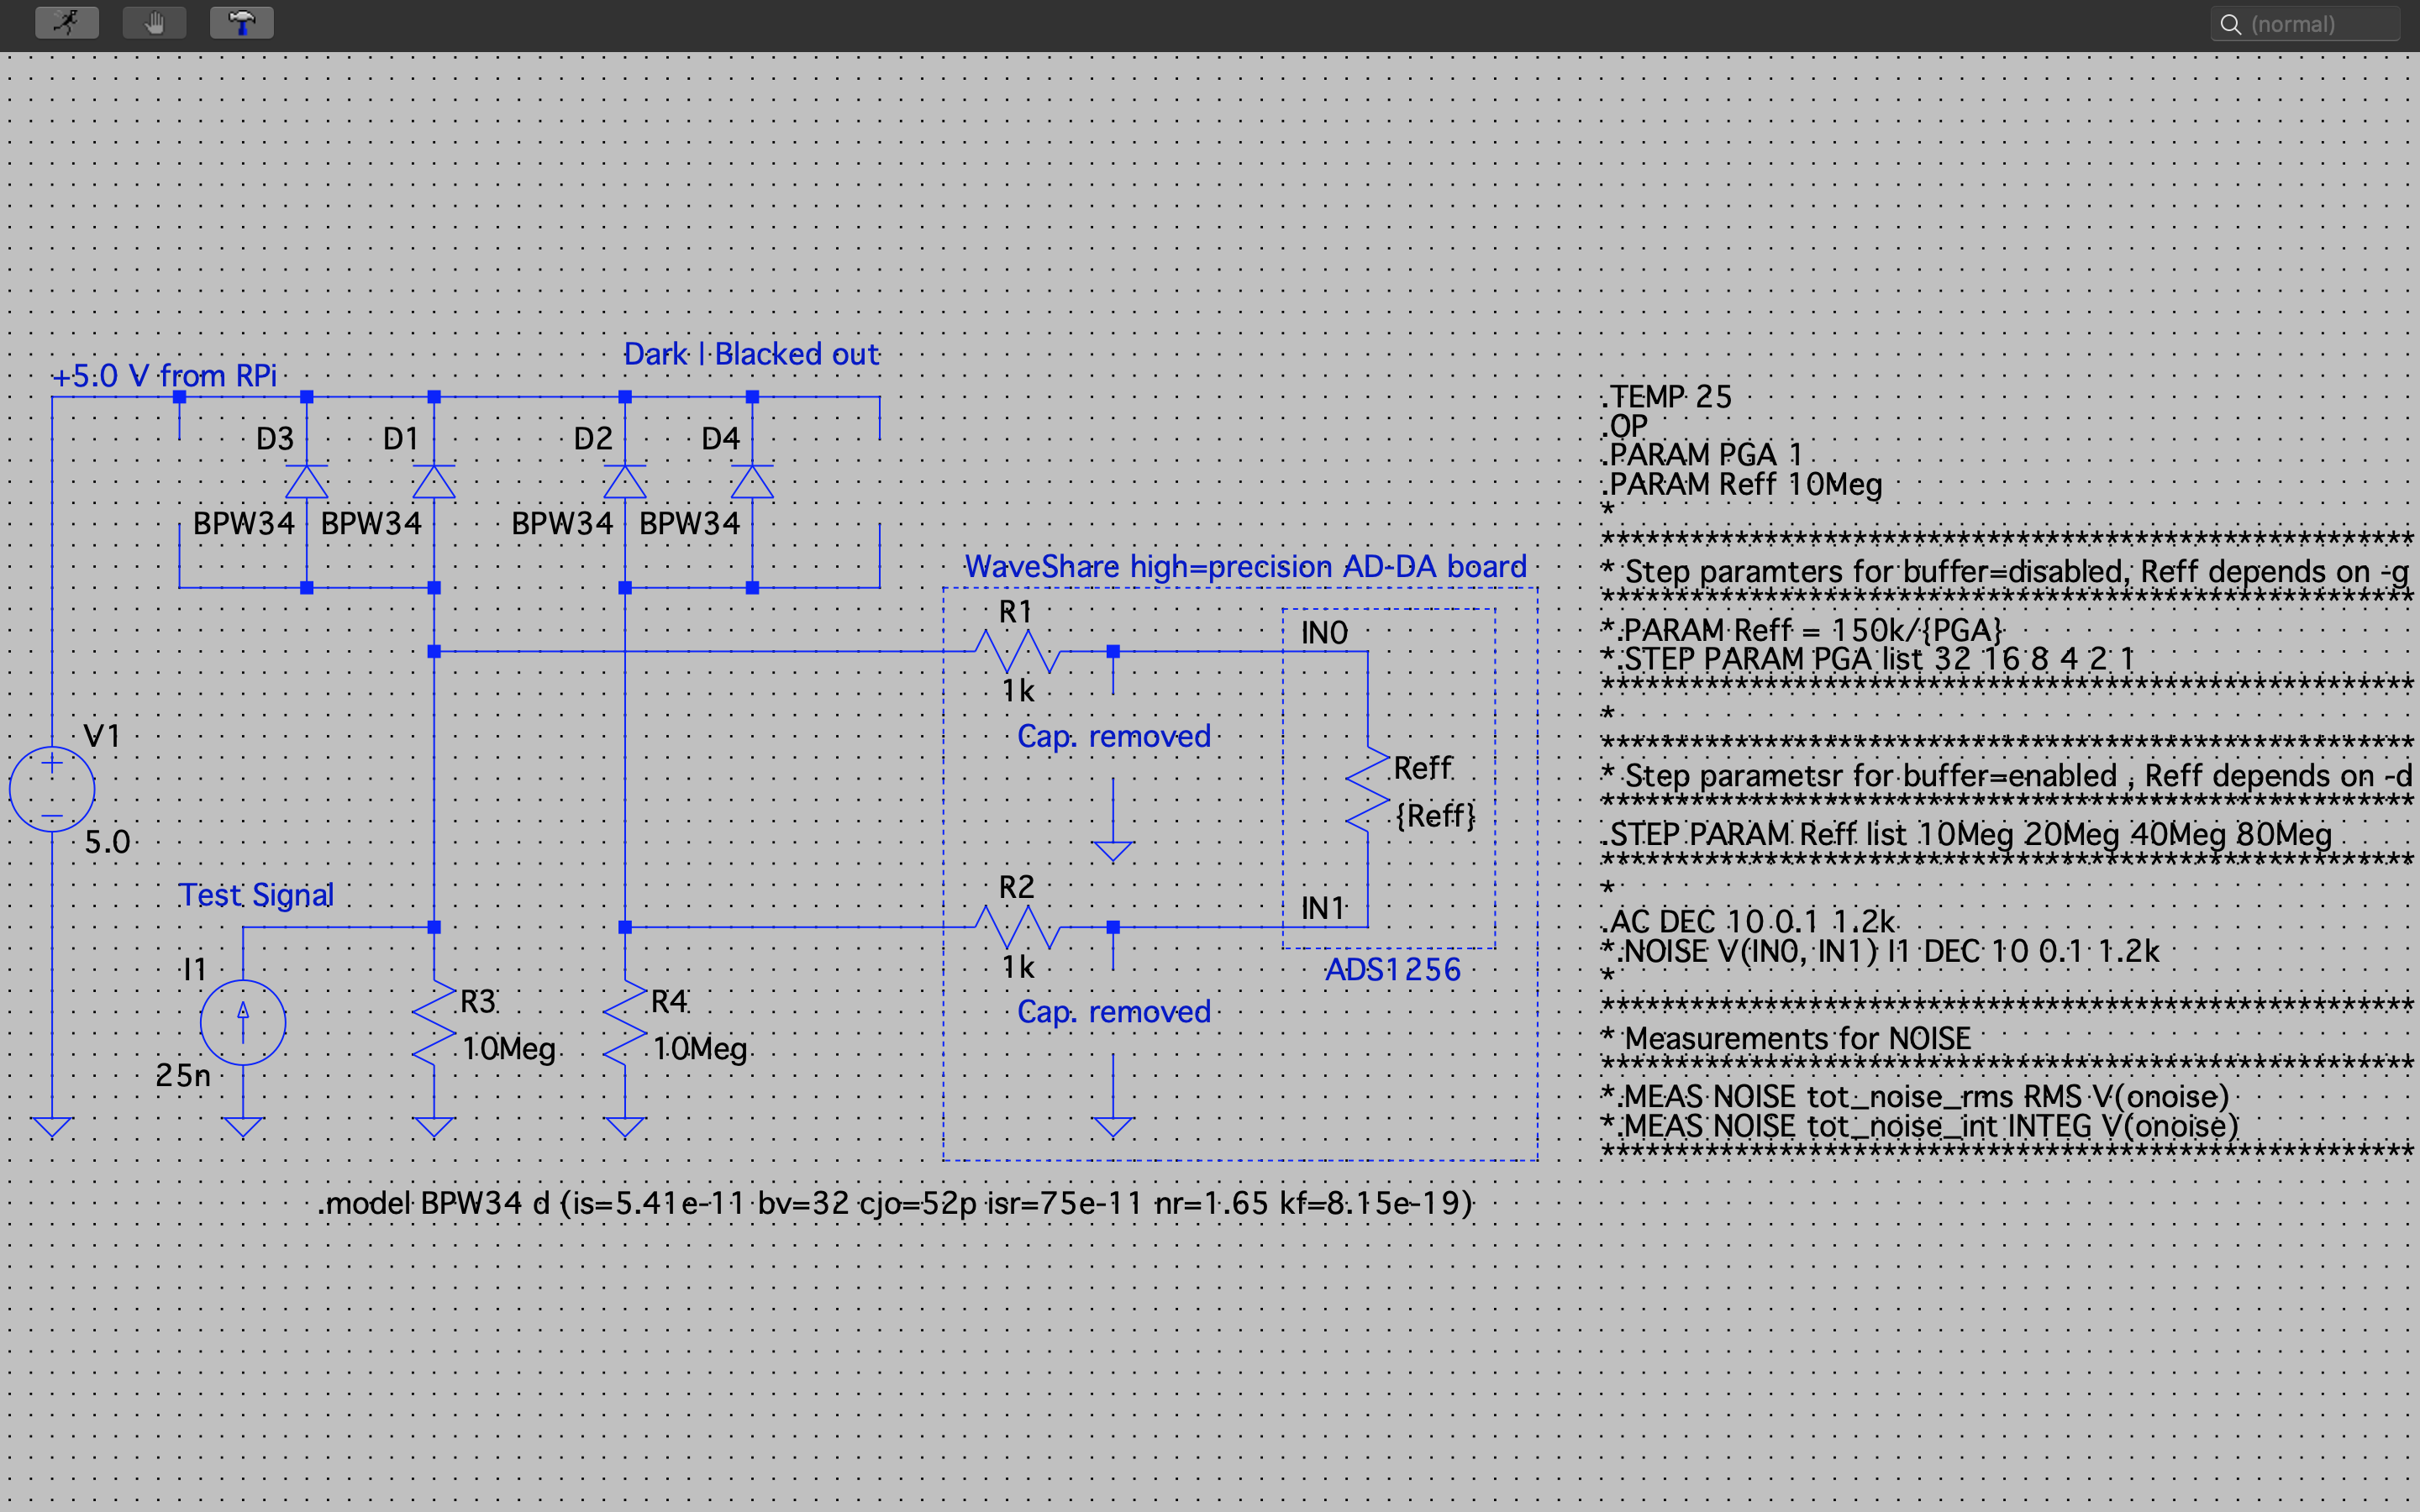 (normal)
Dark | Blacked out
+5.0 V from RPi
D3
D1
D2
D4
BPW34
BPW34
BPW34
BPW34
WaveShare high=precision AD-DA board
R1
1k
IN0
Cap. removed
V1
5.0
Reff
{Reff}
Test Signal
I1
25n
R3
10Meg
R4
10Meg
R2
1k
IN1
ADS1256
Cap. removed
.model BPW34 d (is=5.41e-11 bv=32 cjo=52p isr=75e-11 nr=1.65 kf=8.15e-19)
.TEMP 25
.OP
.PARAM PGA 1
.PARAM Reff 10Meg
*
*******************************************************
* Step paramters for buffer=disabled, Reff depends on -g
*******************************************************
*.PARAM Reff = 150k/{PGA}
*.STEP PARAM PGA list 32 16 8 4 2 1
*******************************************************
*
*******************************************************
* Step parametsr for buffer=enabled , Reff depends on -d
*******************************************************
.STEP PARAM Reff list 10Meg 20Meg 40Meg 80Meg
*******************************************************
*
.AC DEC 10 0.1 1.2k
*.NOISE V(IN0, IN1) I1 DEC 10 0.1 1.2k
*
*******************************************************
* Measurements for NOISE
*******************************************************
*.MEAS NOISE tot_noise_rms RMS V(onoise)
*.MEAS NOISE tot_noise_int INTEG V(onoise)
*******************************************************